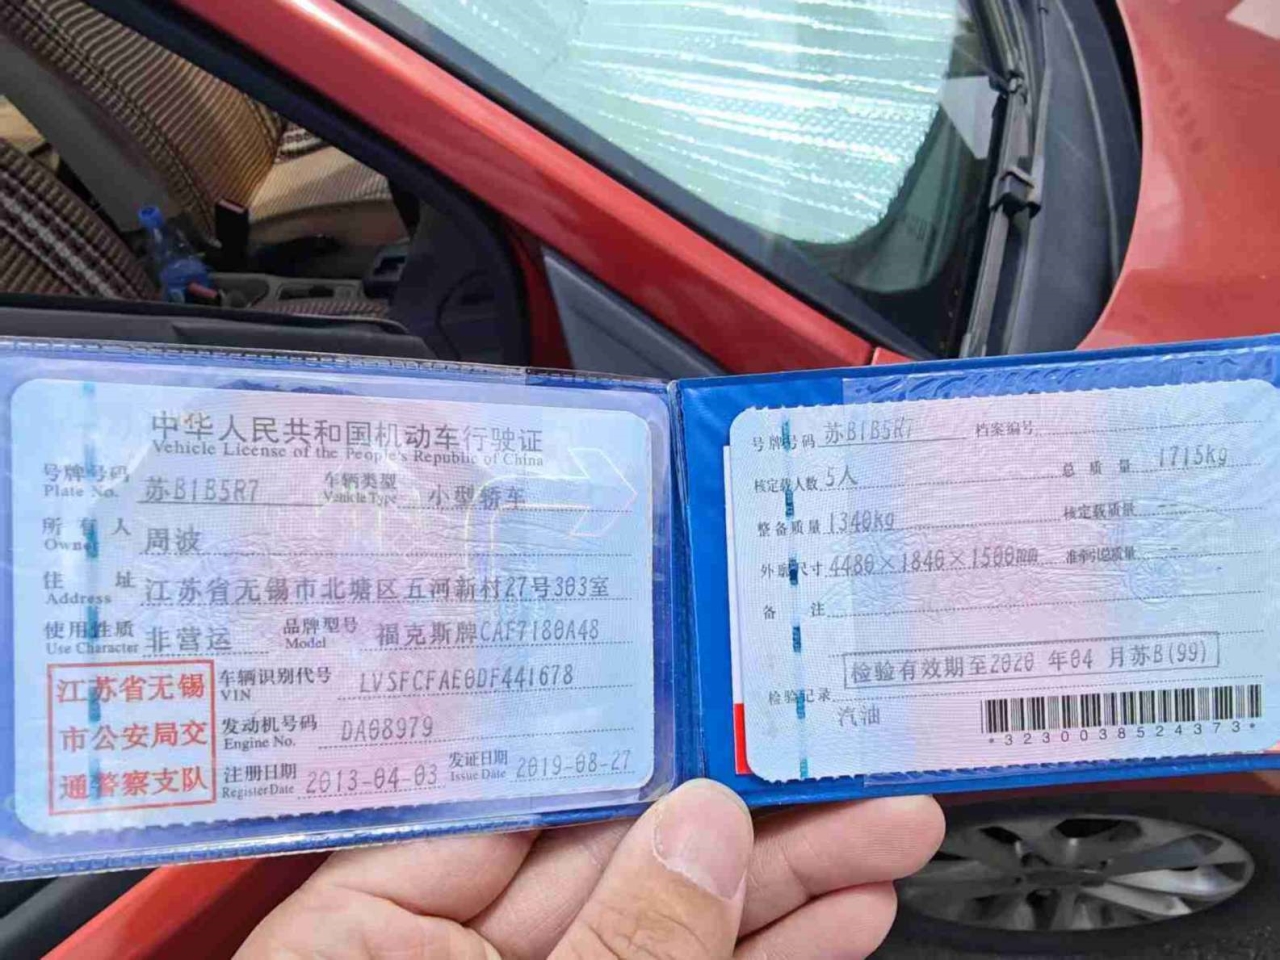 中华人民共和国机动车行驶证
Vehicle License of the People's Republic of China
号牌号码 苏B1B5R7 车辆类型 小型轿车
Plate No. Vehicle Type
所有人 周波
Owner
住址 江苏省无锡市北塘区五河新村27号303室
Address
使用性质 非营运 品牌型号 福克斯牌CAF7180A48
Use Character Model
江苏省无锡
市公安局交
通警察支队
车辆识别代号 LVSFCFAE0DF441678
VIN
发动机号码 DA08979
Engine No.
注册日期 2013-04-03 发证日期 2019-08-27
Register Date Issue Date
号牌号码 苏B1B5R7 档案编号
核定载人数 5人 总质量 1715kg
整备质量 1340kg 核定载质量 --
外廓尺寸 4480×1840×1500mm 准牵引总质量 --
备注
检验有效期至2020年04月苏B(99)
检验记录
汽油
*3230038524373*